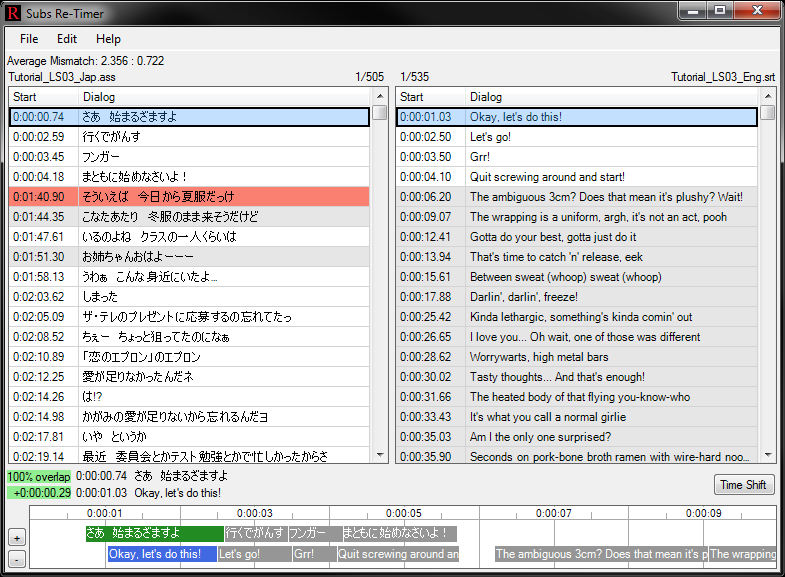 R Subs Re-Timer
File Edit Help
Average Mismatch: 2.356 : 0.722
Tutorial_LS03_Jap.ass 1/505 1/535 Tutorial_LS03_Eng.srt
Start Dialog Start Dialog
0:00:00.74 さあ　始まるざますよ
0:00:02.59 行くでがんす
0:00:03.45 フンガー
0:00:04.18 まともに始めなさいよ！
0:01:40.90 そういえば　今日から夏服だっけ
0:01:44.35 こなたあたり　冬服のまま来そうだけど
0:01:47.61 いるのよね　クラスの一人くらいは
0:01:51.30 お姉ちゃんおはよーーー
0:01:58.13 うわぁ　こんな身近にいたよ…
0:02:03.62 しまった
0:02:05.09 ザ・テレのプレゼントに応募するの忘れてたっ
0:02:08.52 ちぇー　ちょっと狙ってたのになぁ
0:02:10.89 「恋のエプロン」のエプロン
0:02:12.25 愛が足りなかったんだネ
0:02:14.26 は!?
0:02:14.98 かがみの愛が足りないから忘れるんだヨ
0:02:17.81 いや　というか
0:02:19.14 最近　委員会とかテスト勉強とかで忙しかったからさ
0:00:01.03 Okay, let's do this!
0:00:02.50 Let's go!
0:00:03.50 Grr!
0:00:04.10 Quit screwing around and start!
0:00:06.20 The ambiguous 3cm? Does that mean it's plushy? Wait!
0:00:09.07 The wrapping is a uniform, argh, it's not an act, pooh
0:00:12.41 Gotta do your best, gotta just do it
0:00:13.94 That's time to catch 'n' release, eek
0:00:15.61 Between sweat (whoop) sweat (whoop)
0:00:17.88 Darlin', darlin', freeze!
0:00:25.42 Kinda lethargic, something's kinda comin' out
0:00:26.65 I love you... Oh wait, one of those was different
0:00:28.62 Worrywarts, high metal bars
0:00:30.02 Tasty thoughts... And that's enough!
0:00:31.66 The heated body of that flying you-know-who
0:00:33.43 It's what you call a normal girlie
0:00:35.03 Am I the only one surprised?
0:00:35.90 Seconds on pork-bone broth ramen with wire-hard noo...
100% overlap 0:00:00.74 さあ　始まるざますよ
+0:00:00.29 0:00:01.03 Okay, let's do this!
Time Shift
0:00:01 0:00:03 0:00:05 0:00:07 0:00:09
さあ　始まるざますよ 行くでがんす フンガー まともに始めなさいよ！
+
Okay, let's do this! Let's go! Grr! Quit screwing around an The ambiguous 3cm? Does that mean it's p The wrapping
-